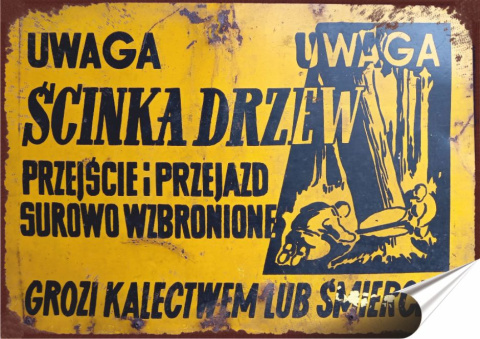 UWAGA UWAGA
ŚCINKA DRZEW
PRZEJŚCIE i PRZEJAZD
SUROWO WZBRONIONE
GROZI KALECTWEM LUB